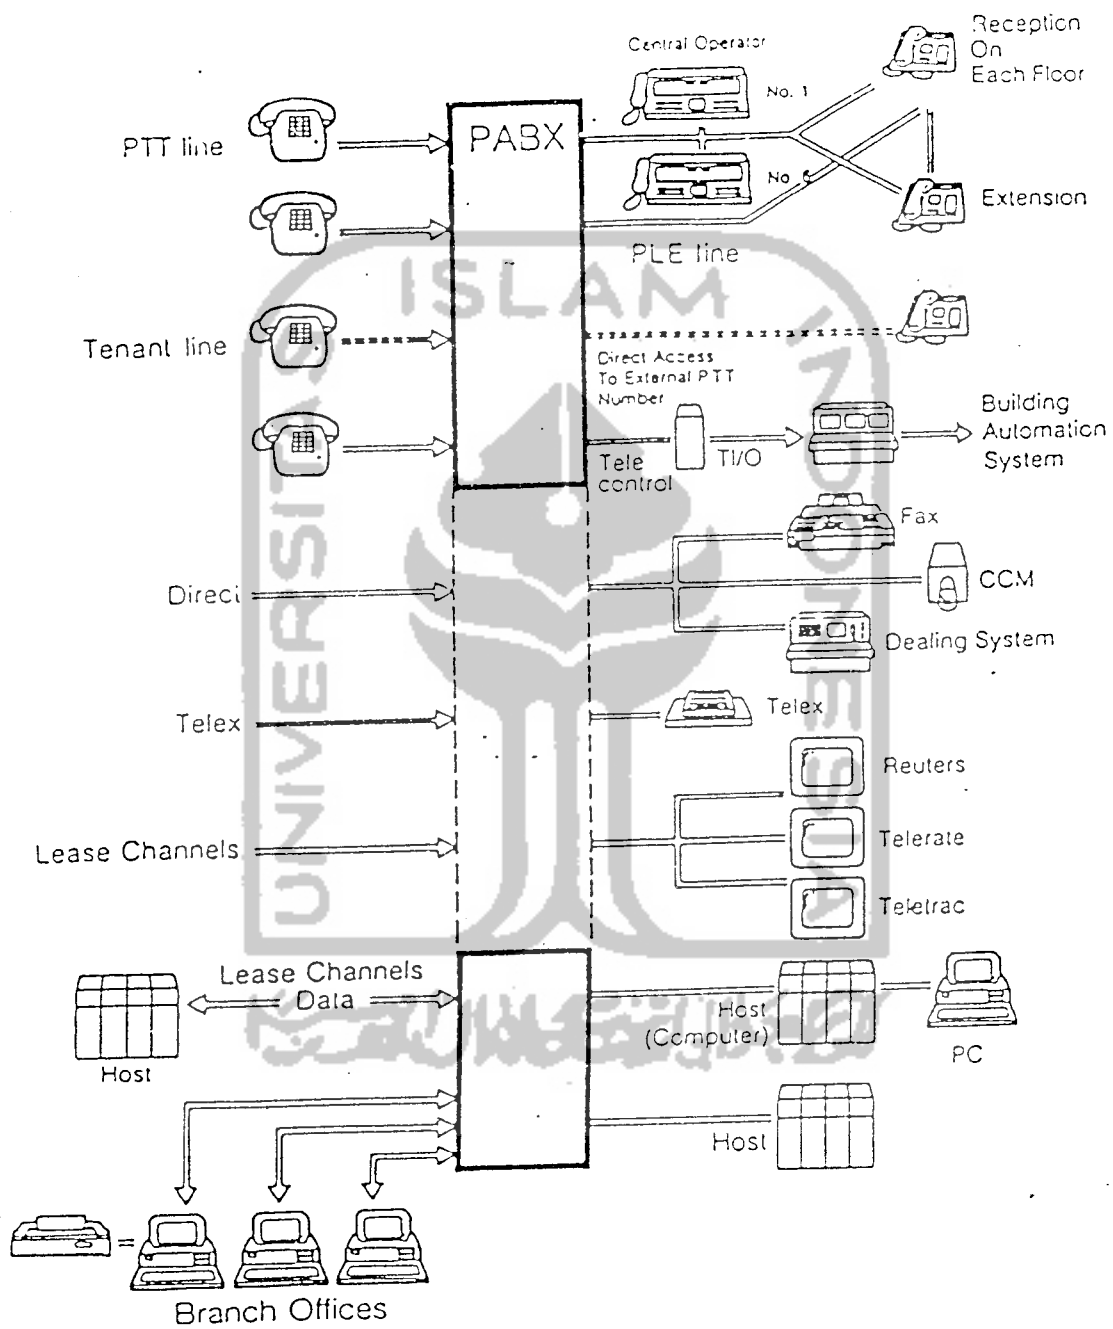 Reception
On
Each Floor
Central Operator
No. 1
PTT line
PABX
No.
Extension
PLE line
ISLAM
Tenant line
Direct Access
To External PTT
Number
Building
Automation
System
Tele
control
TI/O
Fax
Direct
CCM
Dealing System
Telex
Telex
UNIVERSITAS
INDONESIA
Reuters
Lease Channels
Telerate
Teletrac
Lease Channels
Data
Host
Host
(Computer)
PC
Host
Branch Offices